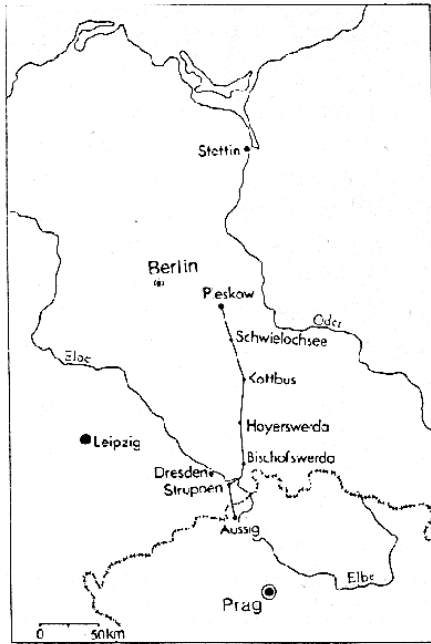 Stettin
Berlin
Pieskow
Oder
Schwielochsee
Elbe
Kottbus
Hoyerswerda
Leipzig
Bischofswerda
Dresden
Struppen
Aussig
Elbe
Prag
0 50km